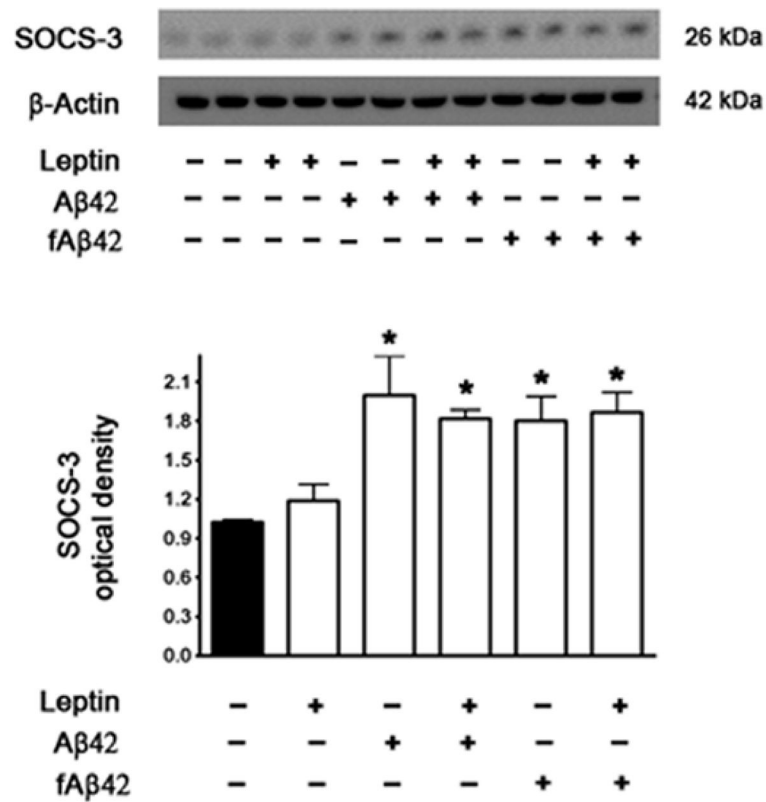 SOCS-3 26 kDa
β-Actin 42 kDa
Leptin − − + + − − + + − − + +
Aβ42 − − − − + + + + − − − −
fAβ42 − − − − − − − − + + + +
* * * *
SOCS-3
optical density
2.1
1.8
1.5
1.2
0.9
0.6
0.3
0.0
Leptin − + − + − +
Aβ42 − − + + − −
fAβ42 − − − − + +